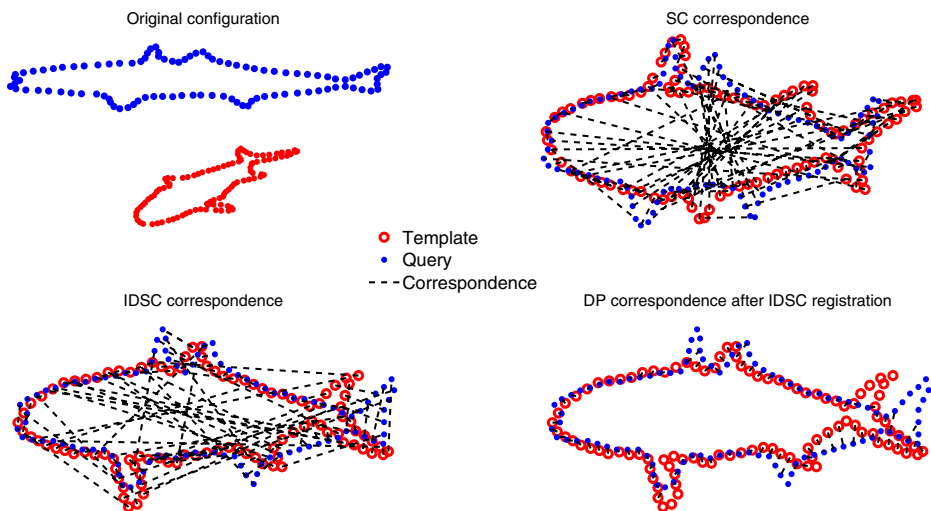 Original configuration
SC correspondence
Template
Query
Correspondence
IDSC correspondence
DP correspondence after IDSC registration